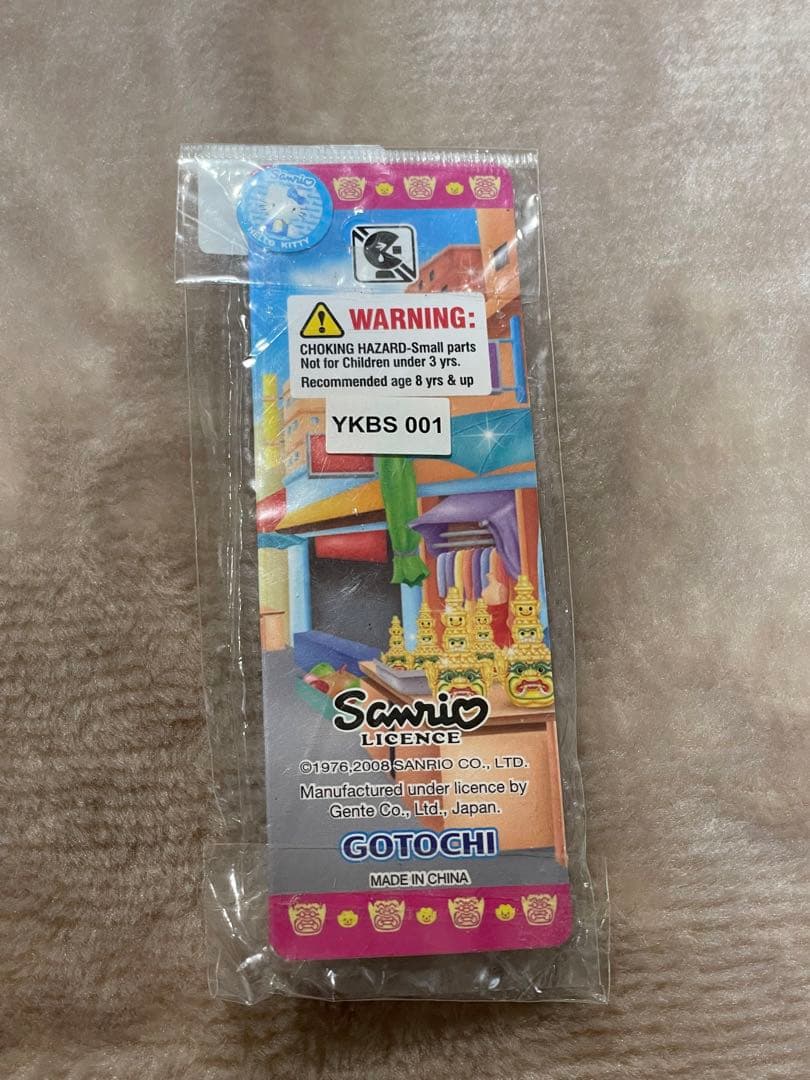 Sanrio
HELLO KITTY
WARNING:
CHOKING HAZARD-Small parts
Not for Children under 3 yrs.
Recommended age 8 yrs & up
YKBS 001
Sanrio
LICENCE
©1976,2008 SANRIO CO., LTD.
Manufactured under licence by
Gente Co., Ltd., Japan.
GOTOCHI
MADE IN CHINA